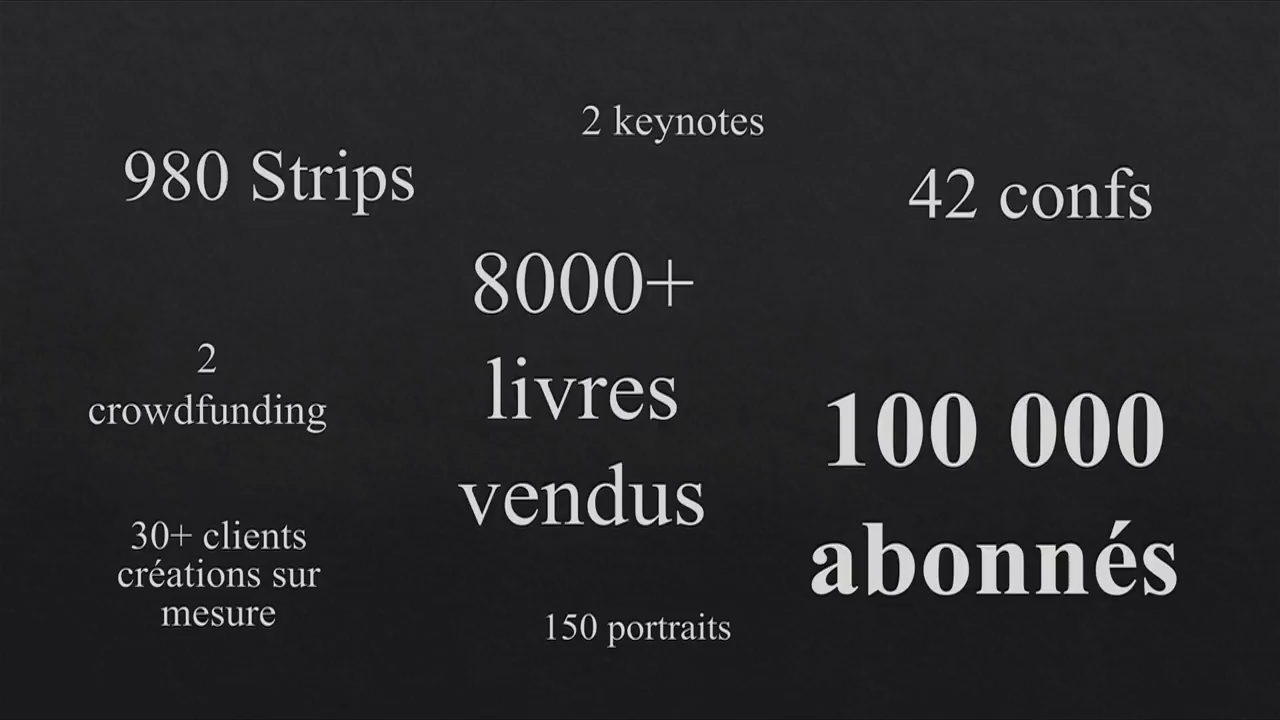 2 keynotes
980 Strips
42 confs
8000+
livres
vendus
2
crowdfunding
100 000
abonnés
30+ clients
créations sur
mesure
150 portraits